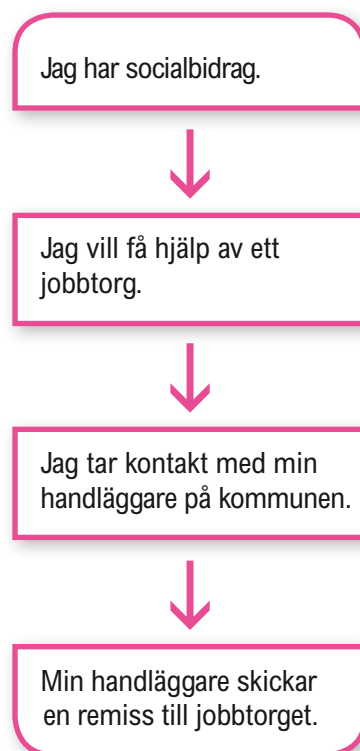 Jag har socialbidrag.
Jag vill få hjälp av ett
jobbtorg.
Jag tar kontakt med min
handläggare på kommunen.
Min handläggare skickar
en remiss till jobbtorget.